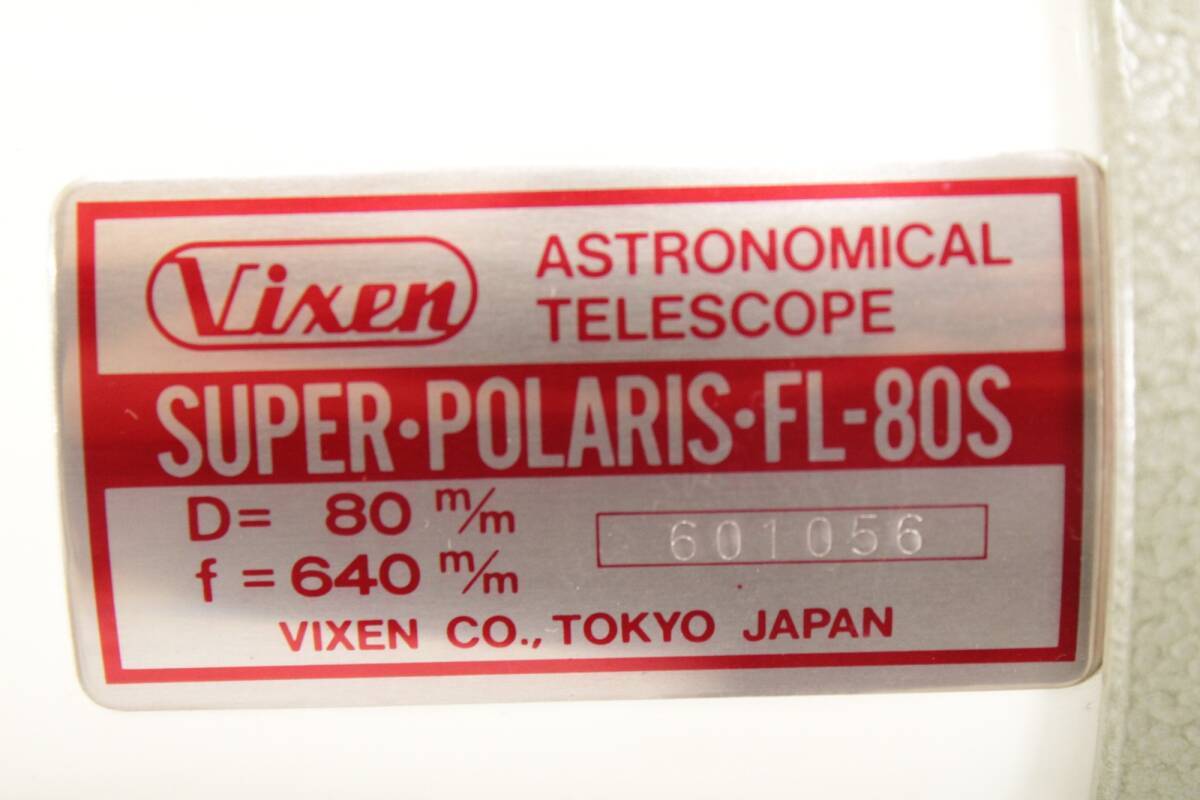 Vixen
ASTRONOMICAL
TELESCOPE
SUPER·POLARIS·FL-80S
D= 80 m/m
f = 640 m/m
601056
VIXEN CO., TOKYO JAPAN